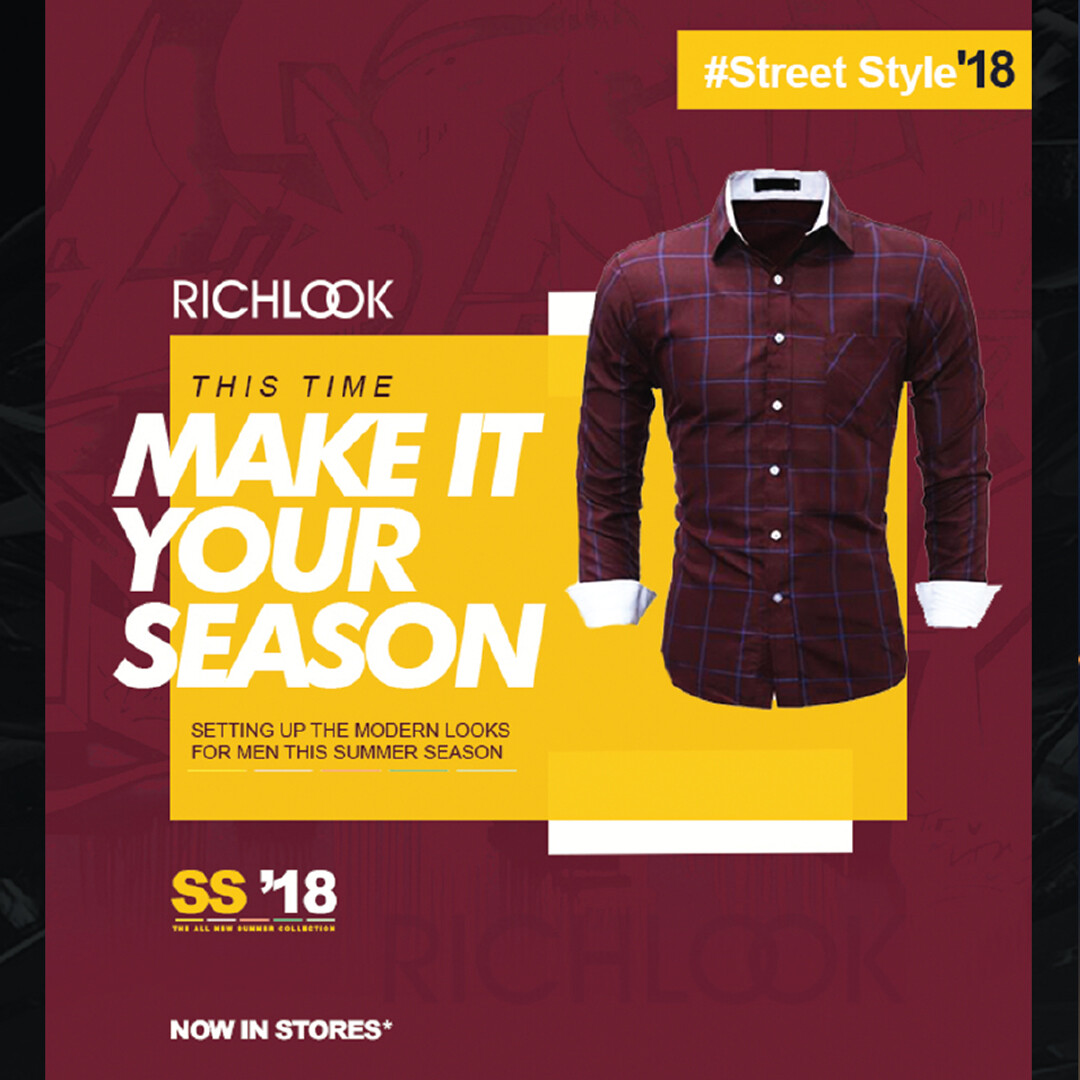 #Street Style'18
RICHLOOK
THIS TIME
MAKE IT
YOUR
SEASON
SETTING UP THE MODERN LOOKS
FOR MEN THIS SUMMER SEASON
SS '18
THE ALL NEW SUMMER COLLECTION
RICHLOOK
NOW IN STORES*